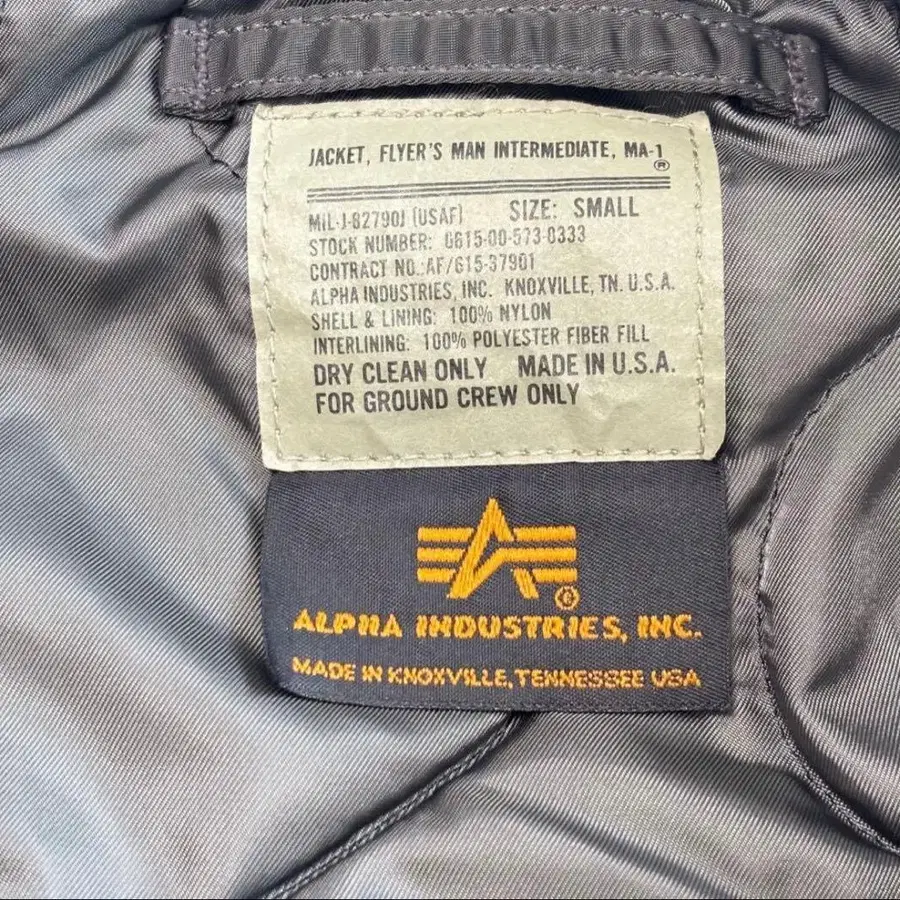 JACKET, FLYER'S MAN INTERMEDIATE, MA-1®
MIL-J-82790J (USAF) SIZE: SMALL
STOCK NUMBER: 0615-00-573-0333
CONTRACT NO.:AF/615-37901
ALPHA INDUSTRIES, INC. KNOXVILLE, TN. U.S.A.
SHELL & LINING: 100% NYLON
INTERLINING: 100% POLYESTER FIBER FILL
DRY CLEAN ONLY MADE IN U.S.A.
FOR GROUND CREW ONLY
®
ALPHA INDUSTRIES, INC.
MADE IN KNOXVILLE, TENNESSEE USA